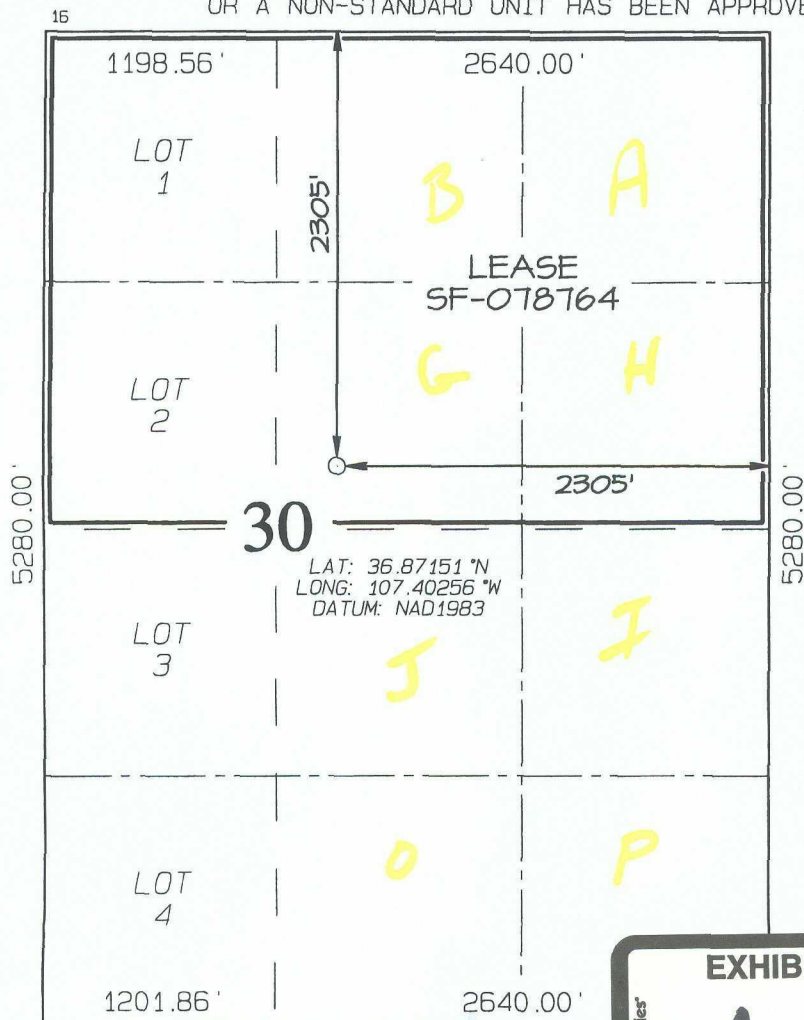 OR A NON-STANDARD UNIT HAS BEEN APPROVE
16
1198.56' 2640.00'
LOT
1
2305'
B A
LEASE
SF-078764
LOT
2
G H
2305'
5280.00' 5280.00'
30
LAT: 36.87151 °N
LONG: 107.40256 °W
DATUM: NAD1983
LOT
3
J I
LOT
4
O P
1201.86' 2640.00'
EXHIB